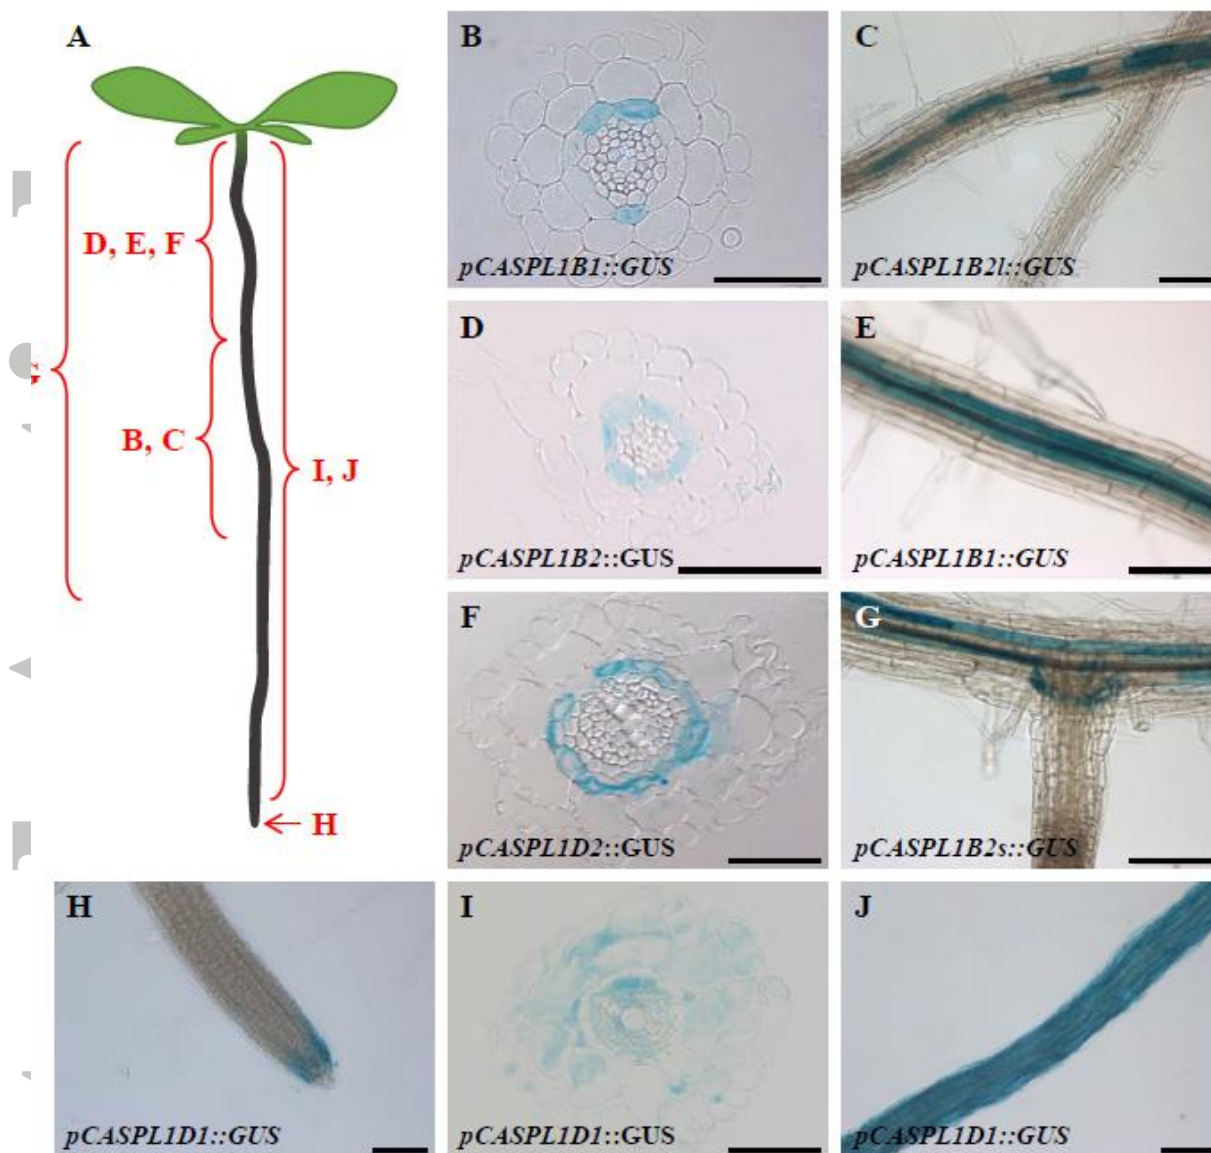 A
B
C
D, E, F
pCASPL1B1::GUS
pCASPL1B2l::GUS
D
E
B, C
I, J
pCASPL1B2::GUS
pCASPL1B1::GUS
F
G
H
pCASPL1D2::GUS
pCASPL1B2s::GUS
H
I
J
pCASPL1D1::GUS
pCASPL1D1::GUS
pCASPL1D1::GUS